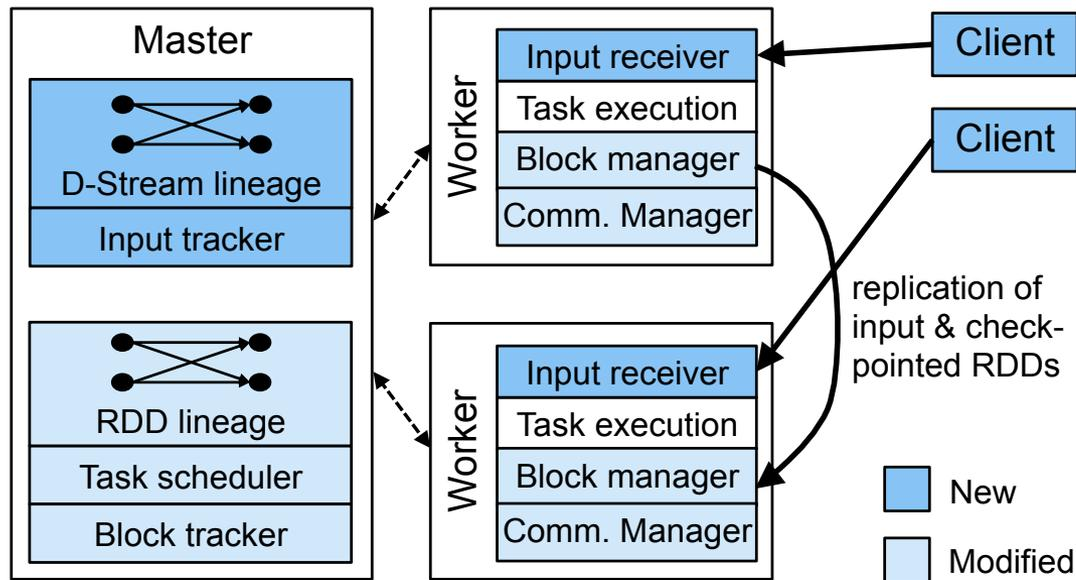 Master
D-Stream lineage
Input tracker
RDD lineage
Task scheduler
Block tracker
Worker
Input receiver
Task execution
Block manager
Comm. Manager
Worker
Input receiver
Task execution
Block manager
Comm. Manager
Client
Client
replication of
input & check-
pointed RDDs
New
Modified